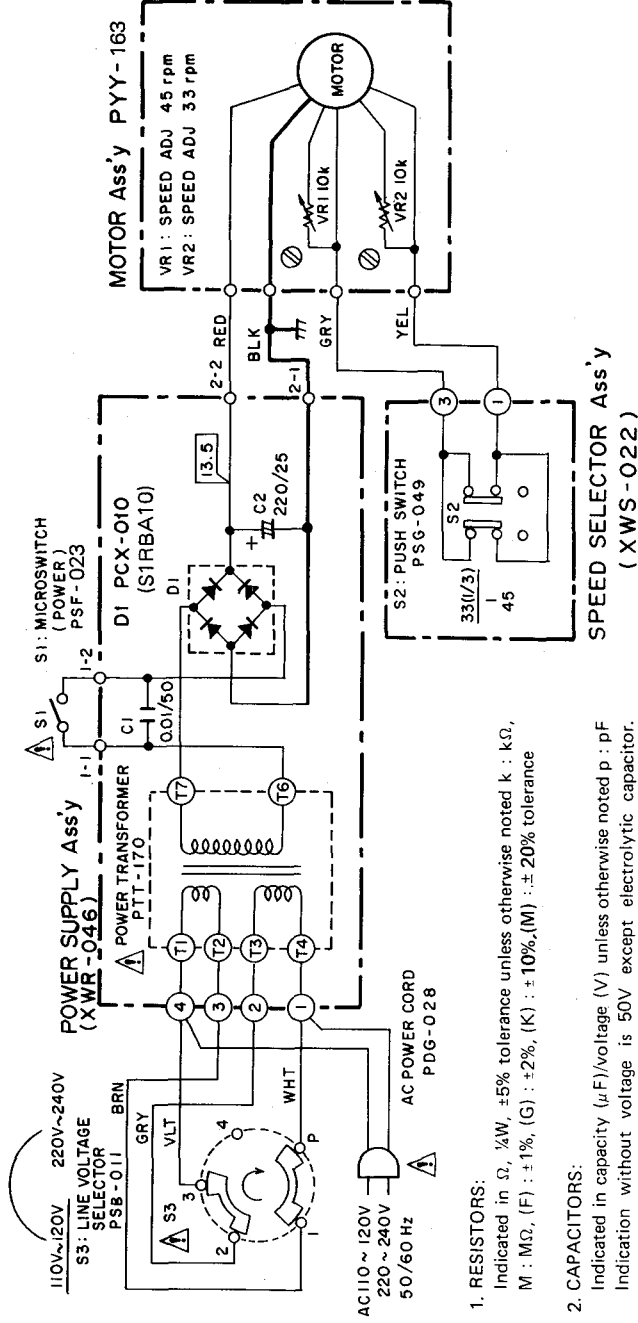 110V~120V 220V~240V
S3: LINE VOLTAGE
SELECTOR
PSB-011
BRN
GRY
VLT
WHT
S3
1
2
3
4
P
AC110~120V
220~240V
50/60 Hz
AC POWER CORD
PDG-028
POWER SUPPLY Ass'y
(XWR-046)
POWER TRANSFORMER
PTT-170
4
3
2
1
T1
T2
T3
T4
T7
T6
S1: MICROSWITCH
(POWER)
PSF-023
S1
1-1
1-2
C1
0.01/50
D1 PCX-010
(S1RBA10)
D1
13.5
+
C2
220/25
2-2
2-1
RED
BLK
GRY
YEL
MOTOR Ass'y PYY-163
VR1: SPEED ADJ 45rpm
VR2: SPEED ADJ 33rpm
MOTOR
VR1 10k
VR2 10k
S2: PUSH SWITCH
PSG-049
S2
33(1/3)
1
45
3
1
SPEED SELECTOR Ass'y
(XWS-022)
1. RESISTORS:
Indicated in Ω, ¼W, ±5% tolerance unless otherwise noted k : kΩ,
M : MΩ, (F) : ±1%, (G) : ±2%, (K) : ±10%,(M) :±20% tolerance
2. CAPACITORS:
Indicated in capacity (μF)/voltage (V) unless otherwise noted p : pF
Indication without voltage is 50V except electrolytic capacitor.